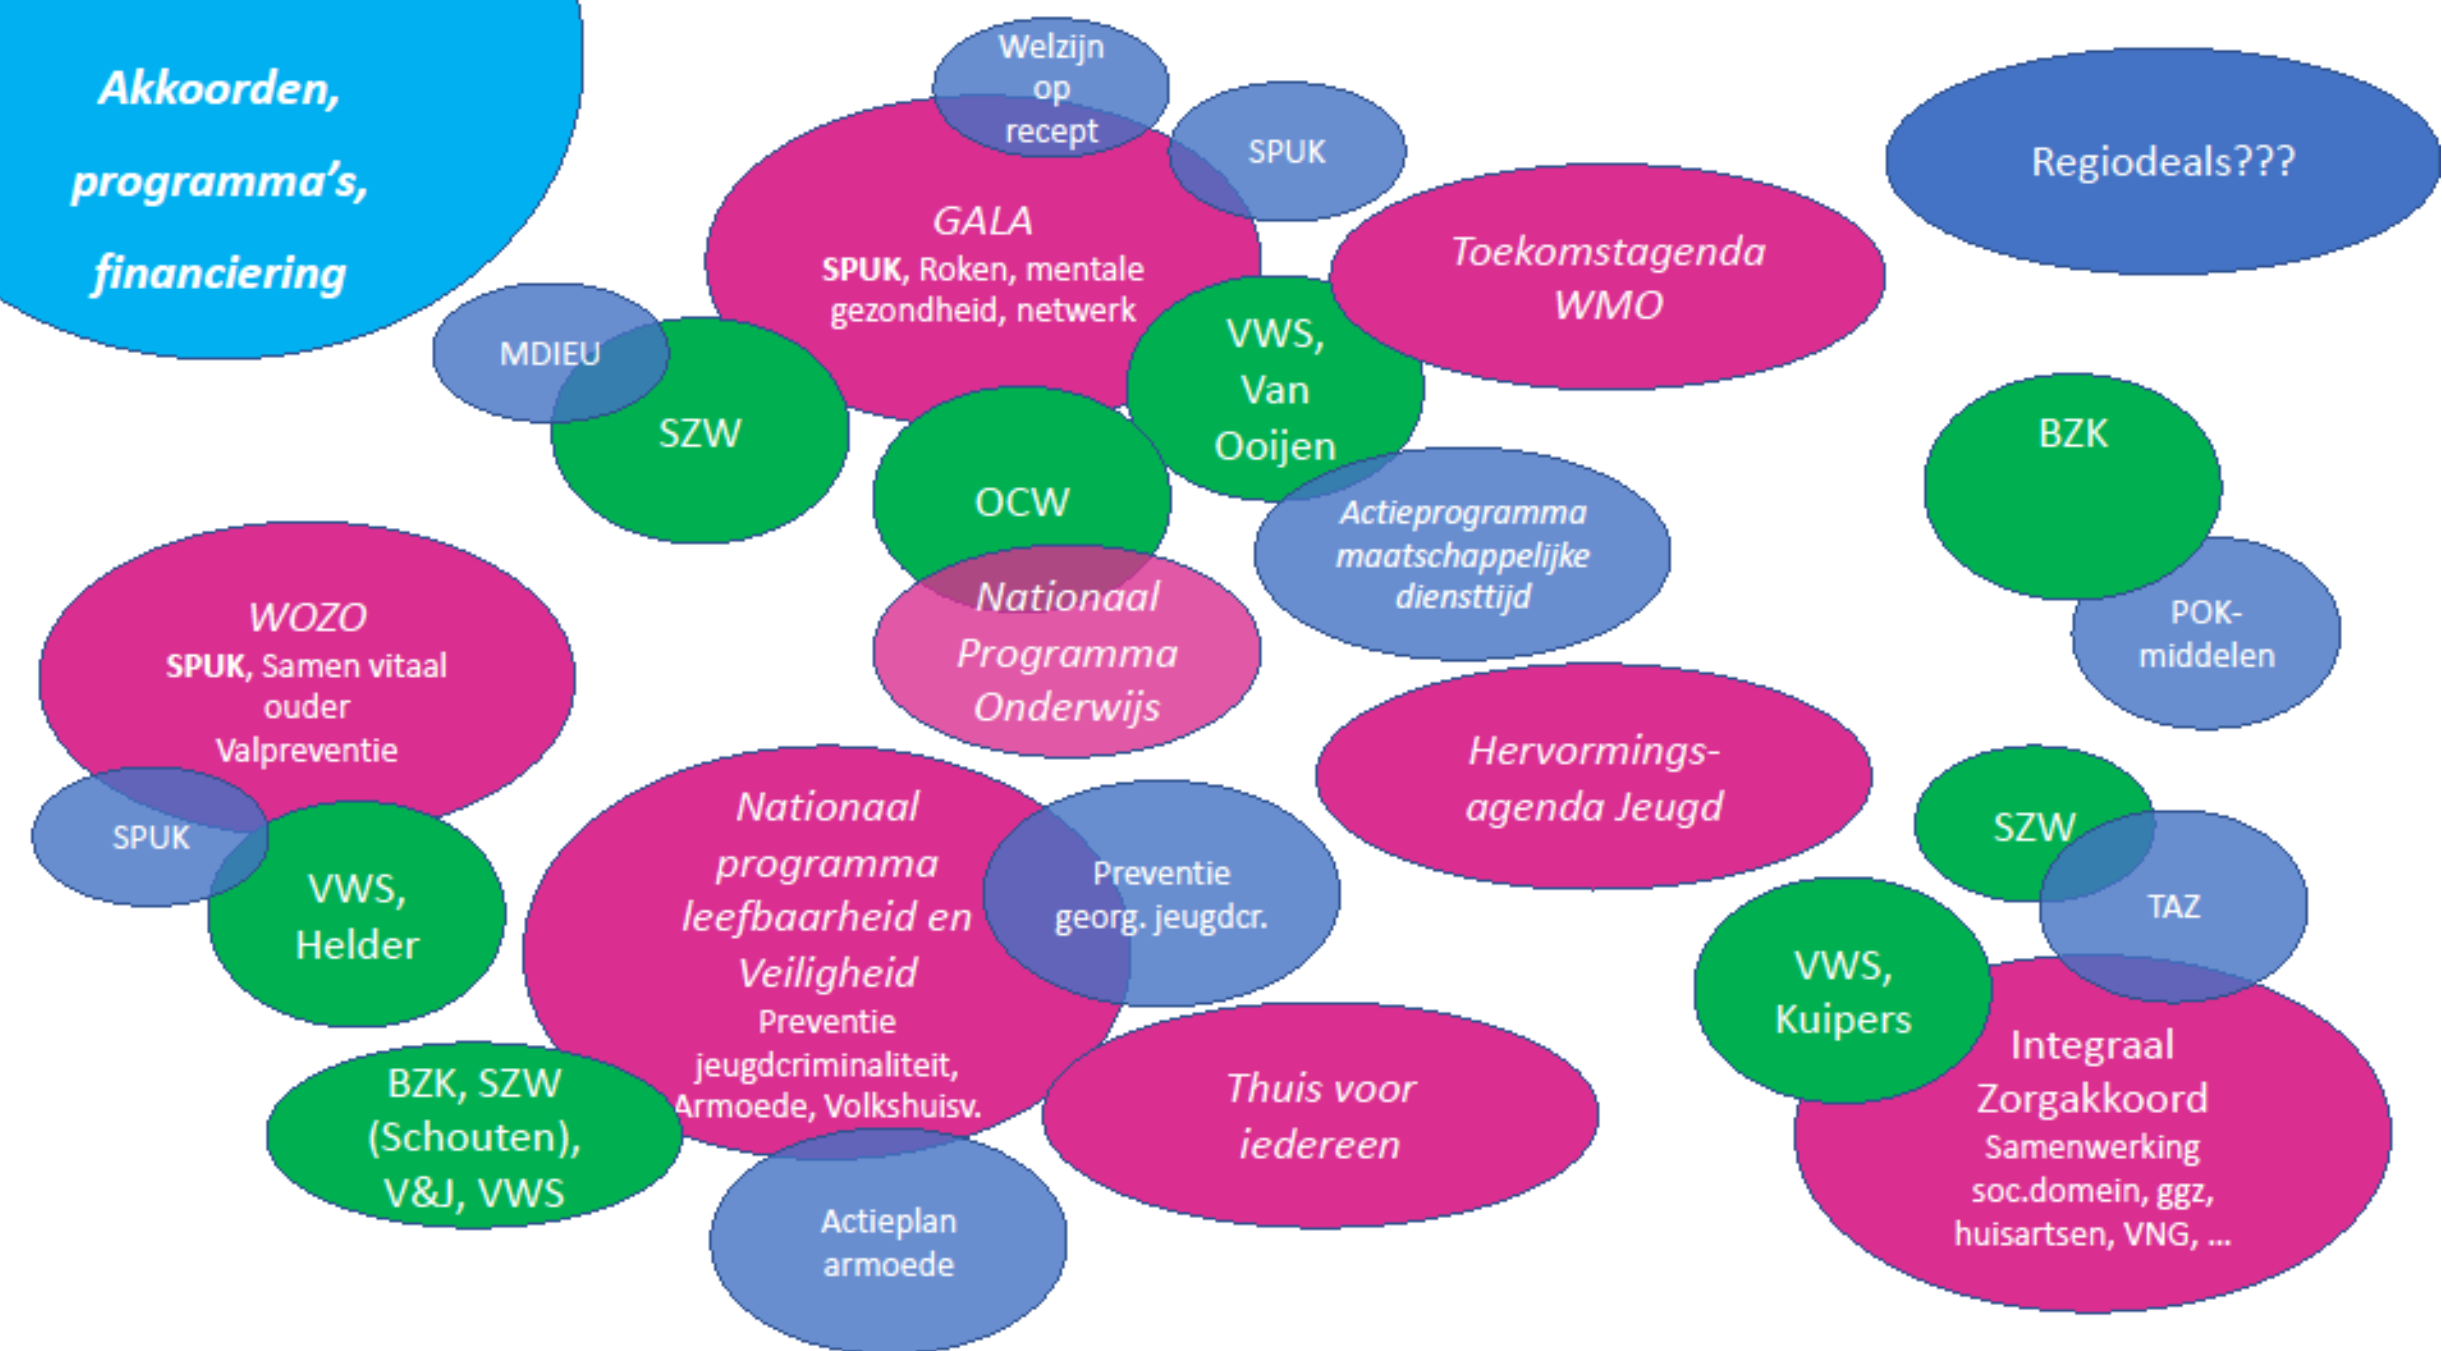 Akkoorden,
programma's,
financiering
Welzijn
op
recept
SPUK
Regiodeals???
GALA
SPUK, Roken, mentale
gezondheid, netwerk
Toekomstagenda
WMO
MDIEU
SZW
VWS,
Van
Ooijen
OCW
BZK
Actieprogramma
maatschappelijke
diensttijd
Nationaal
Programma
Onderwijs
POK-
middelen
WOZO
SPUK, Samen vitaal
ouder
Valpreventie
SPUK
VWS,
Helder
Nationaal
programma
leefbaarheid en
Veiligheid
Preventie
jeugdcriminaliteit,
Armoede, Volkshuisv.
Preventie
georg. jeugdcr.
Hervormings-
agenda Jeugd
SZW
TAZ
VWS,
Kuipers
Integraal
Zorgakkoord
Samenwerking
soc.domein, ggz,
huisartsen, VNG, ...
BZK, SZW
(Schouten),
V&J, VWS
Thuis voor
iedereen
Actieplan
armoede